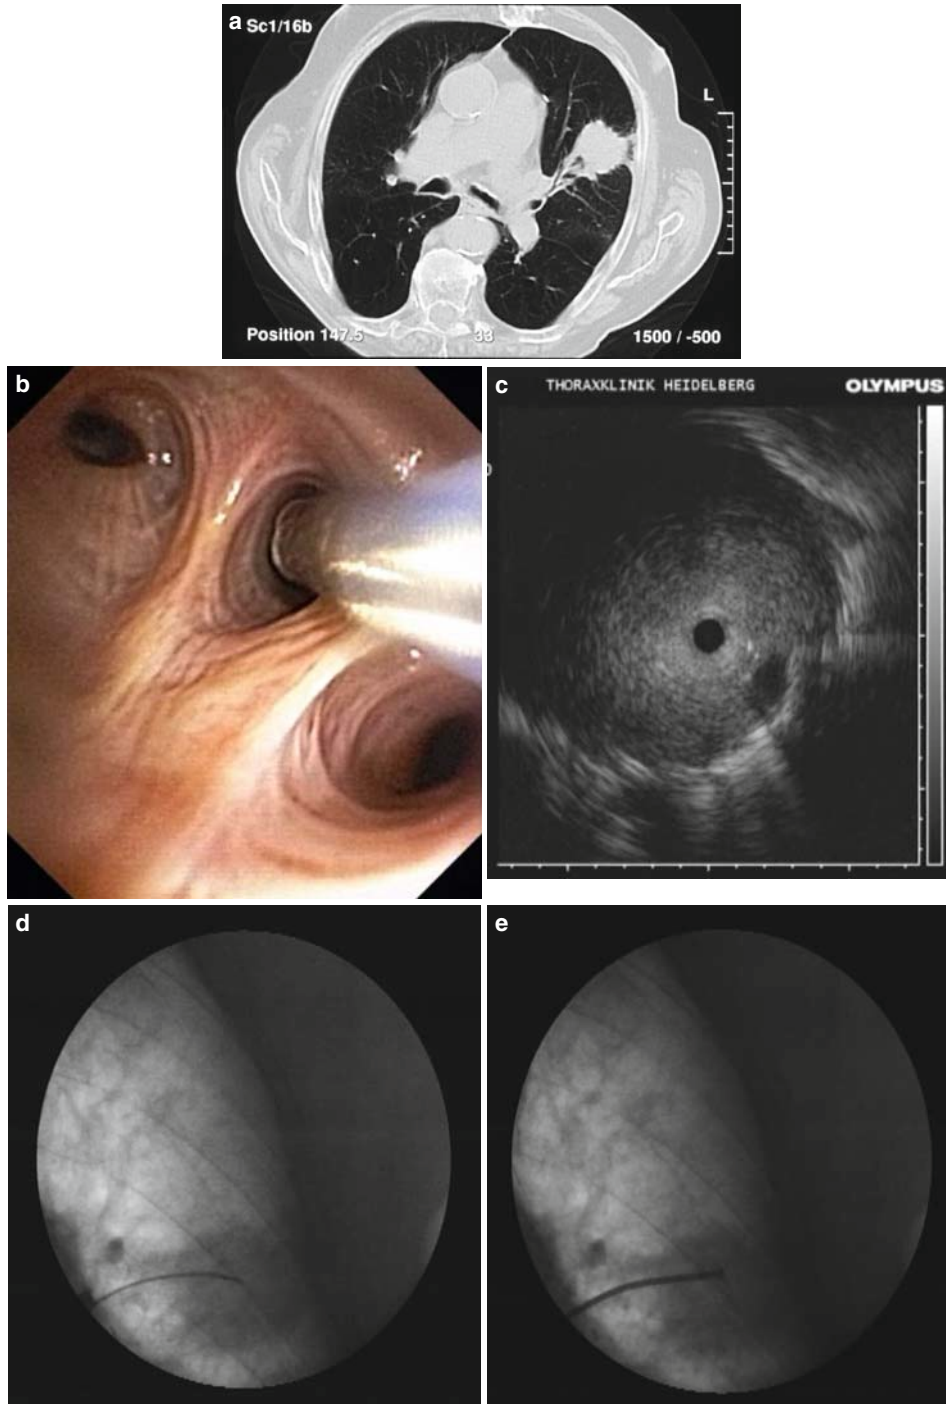 a Sc1/16b
L
Position 147.5 33 1500 / -500
b
c THORAXKLINIK HEIDELBERG OLYMPUS
d
e